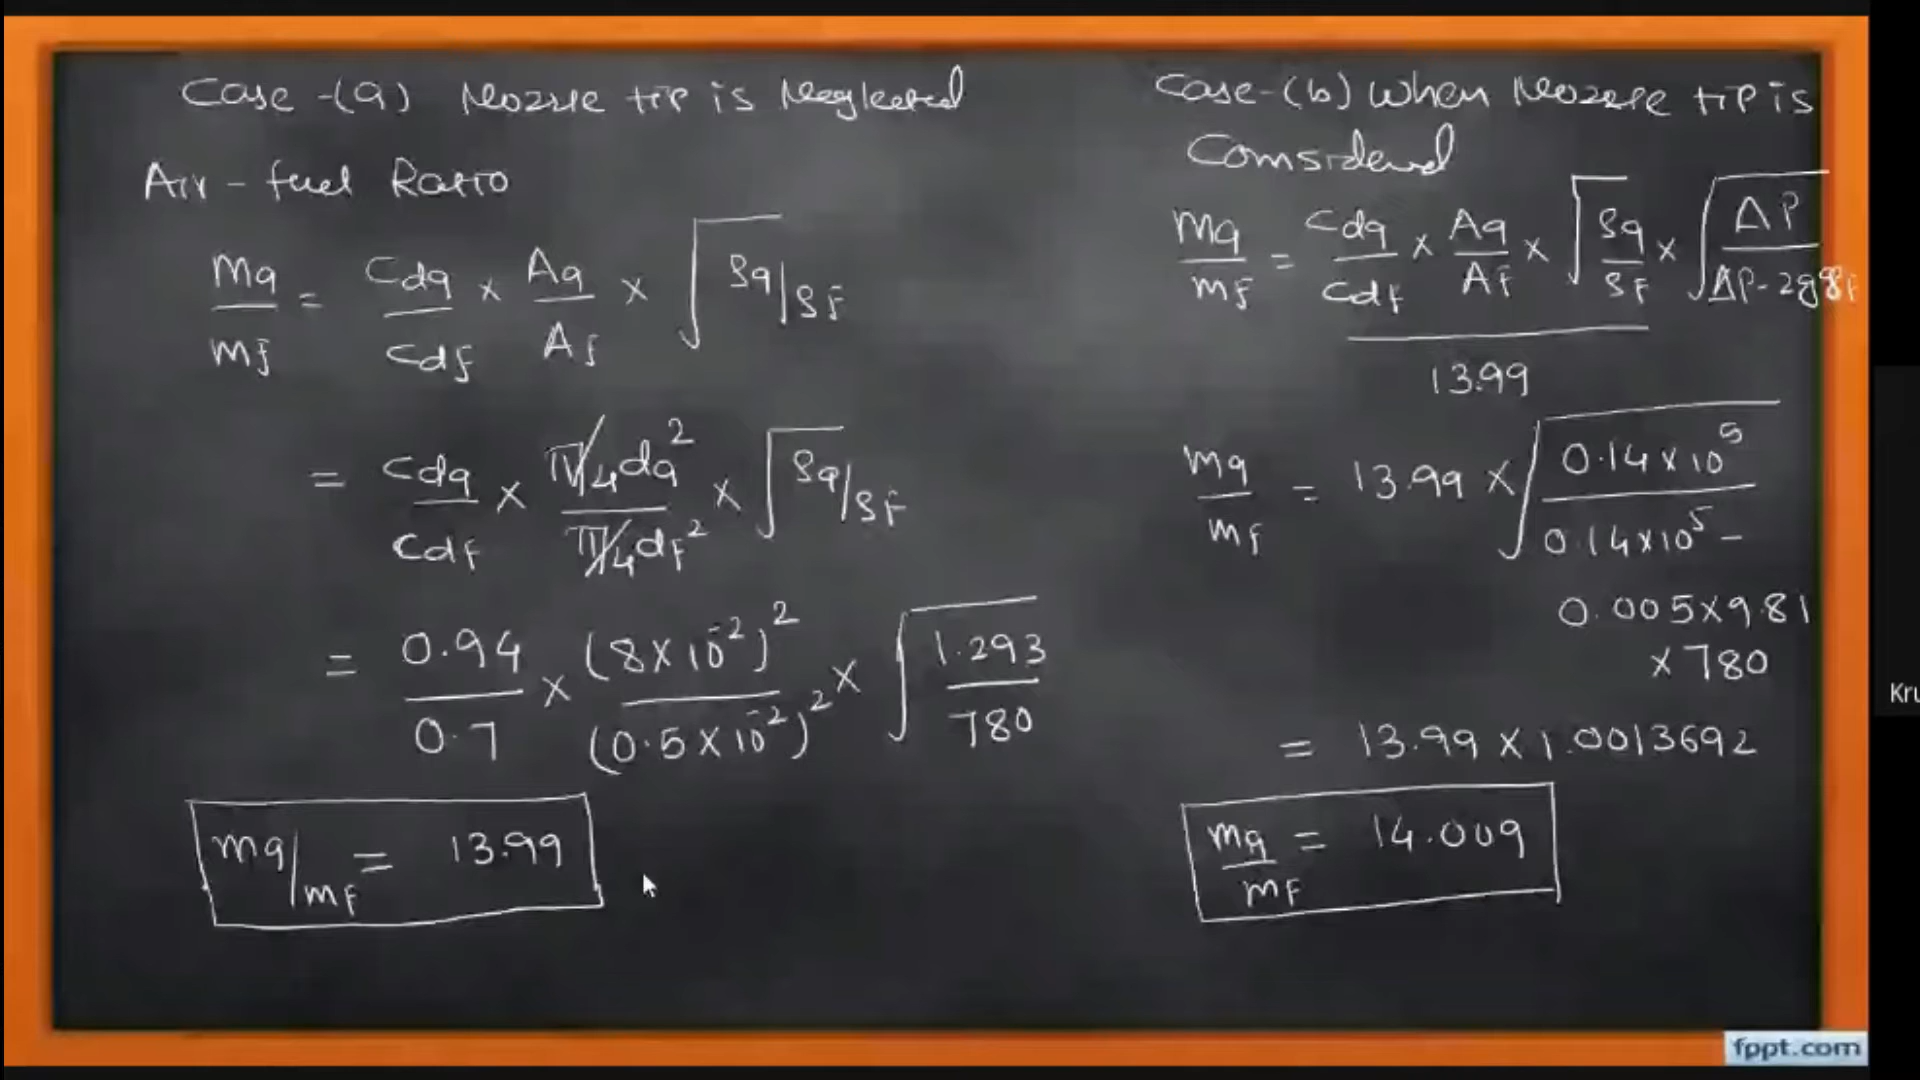 Case-(a) Nozzle tip is Neglected
Air-fuel Ratio
ma/mf = Cda/Cdf × Aa/Af × √ρa/ρf
= Cda/Cdf × π/4 da²/π/4 df² × √ρa/ρf
= 0.94/0.7 × (8×10⁻²)²/(0.5×10⁻²)² × √1.293/780
ma/mf = 13.99
Case-(b) When Nozzle tip is
Considered
ma/mf = Cda/Cdf × Aa/Af × √ρa/ρf × √ΔP/ΔP-zgρf
13.99
ma/mf = 13.99 × √0.14×10⁵/0.14×10⁵ -
0.005×9.81
×780
= 13.99 × 1.0013692
ma/mf = 14.009
Kru
fppt.com